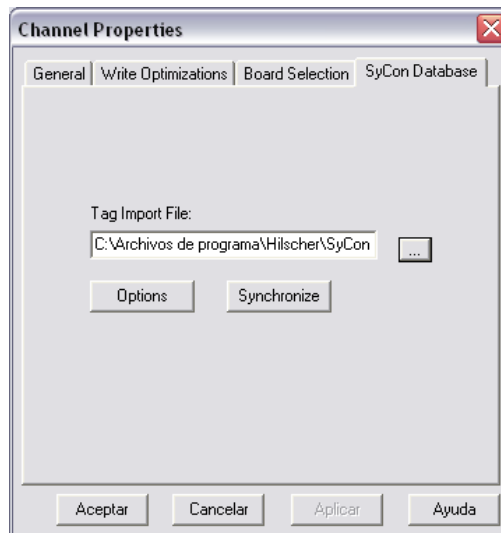 Channel Properties
General Write Optimizations Board Selection SyCon Database
Tag Import File:
C:\Archivos de programa\Hilscher\SyCon ...
Options Synchronize
Aceptar Cancelar Aplicar Ayuda